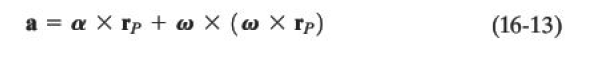 a = α × r_P + ω × (ω × r_P) (16-13)